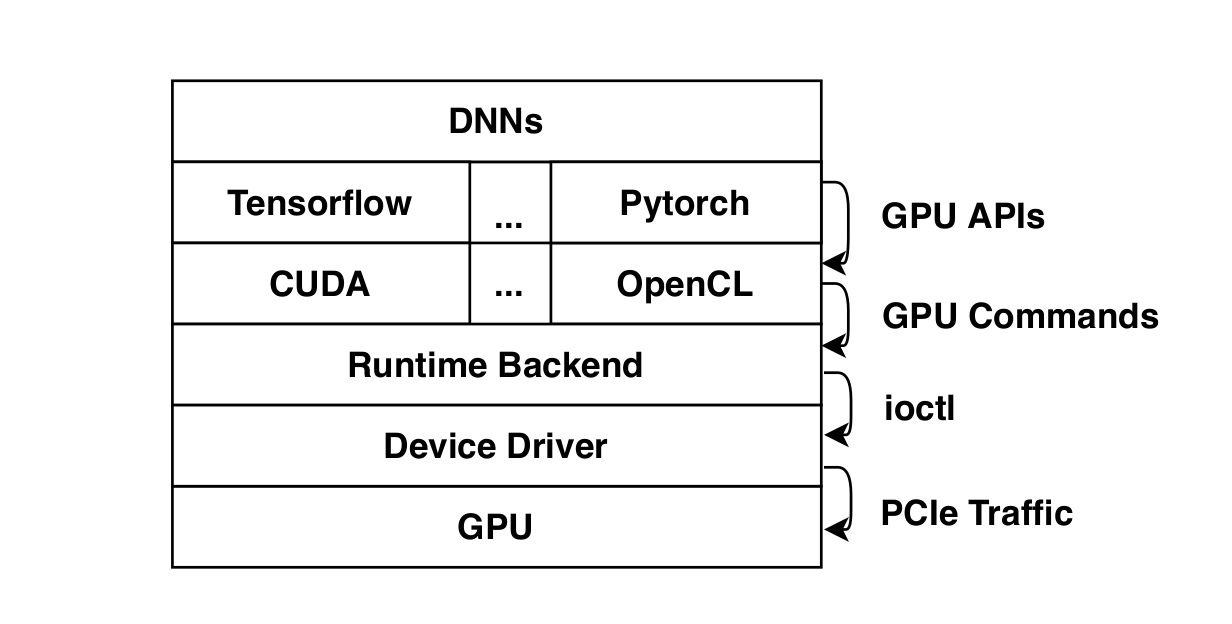 DNNs
Tensorflow ... Pytorch
GPU APIs
CUDA ... OpenCL
GPU Commands
Runtime Backend
ioctl
Device Driver
PCIe Traffic
GPU